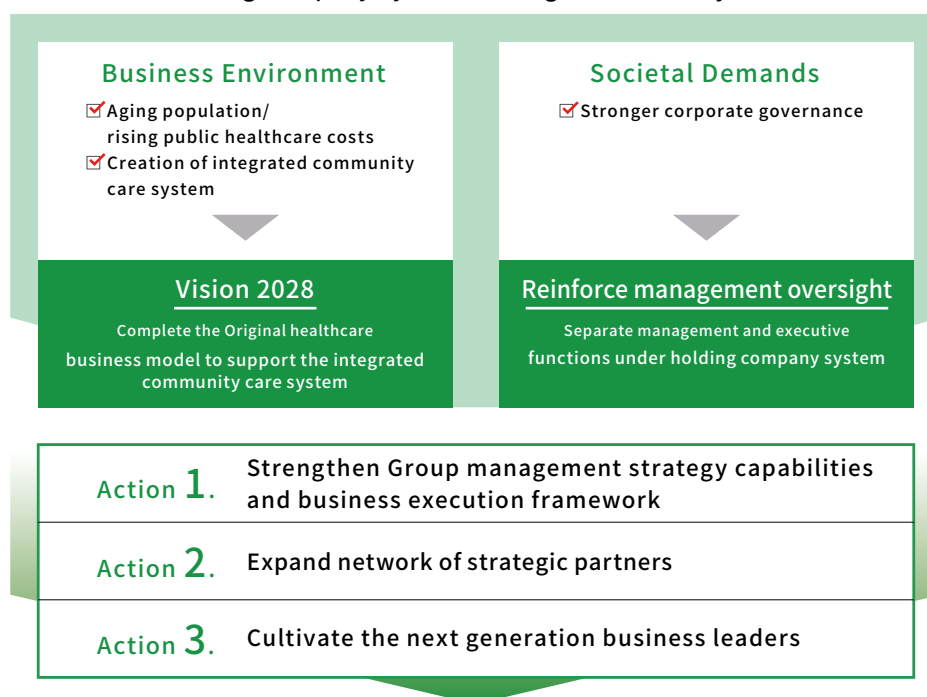 Business Environment
Aging population/
rising public healthcare costs
Creation of integrated community
care system
Vision 2028
Complete the Original healthcare
business model to support the integrated
community care system
Societal Demands
Stronger corporate governance
Reinforce management oversight
Separate management and executive
functions under holding company system
Action 1.
Strengthen Group management strategy capabilities
and business execution framework
Action 2.
Expand network of strategic partners
Action 3.
Cultivate the next generation business leaders